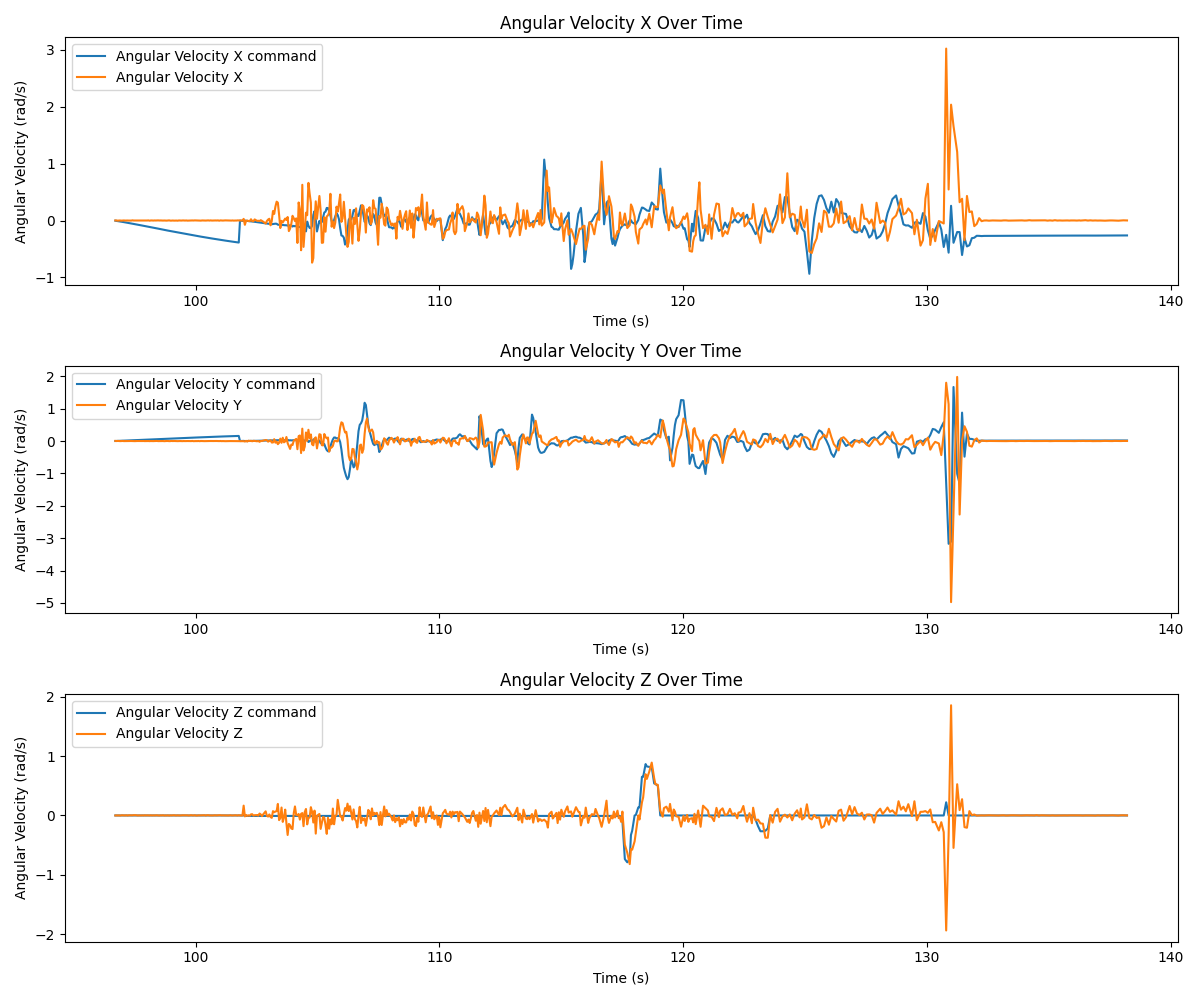 Angular Velocity X Over Time
Angular Velocity X command
Angular Velocity X
3
2
1
0
−1
Angular Velocity (rad/s)
100
110
120
130
140
Time (s)
Angular Velocity Y Over Time
Angular Velocity Y command
Angular Velocity Y
2
1
0
−1
−2
−3
−4
−5
Angular Velocity (rad/s)
100
110
120
130
140
Time (s)
Angular Velocity Z Over Time
Angular Velocity Z command
Angular Velocity Z
2
1
0
−1
−2
Angular Velocity (rad/s)
100
110
120
130
140
Time (s)